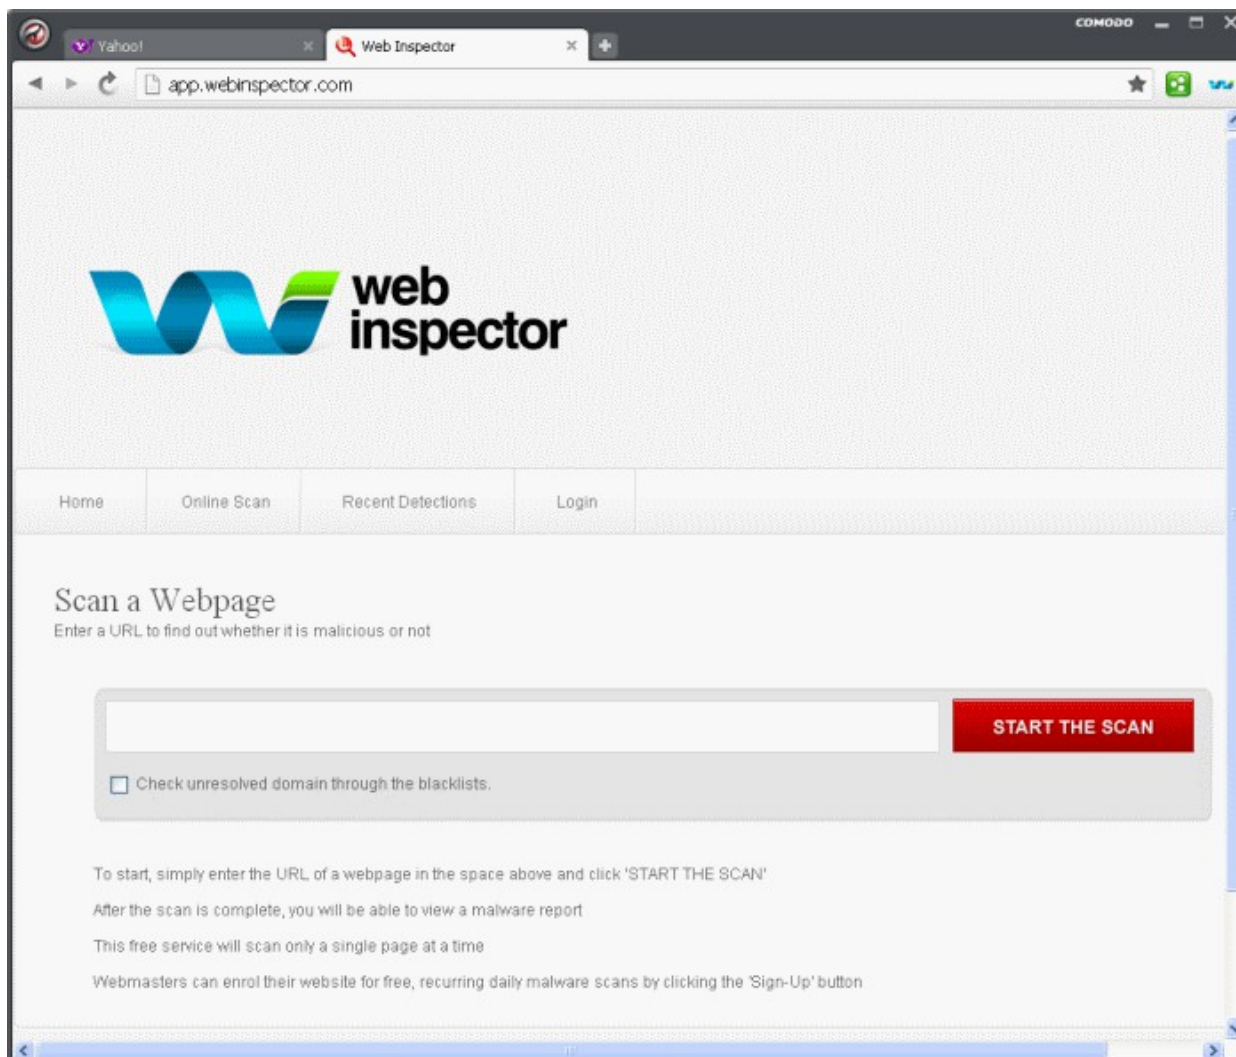 COMODO
Yahoo!
Web Inspector
app.webinspector.com
web
inspector
Home
Online Scan
Recent Detections
Login
Scan a Webpage
Enter a URL to find out whether it is malicious or not
START THE SCAN
Check unresolved domain through the blacklists.
To start, simply enter the URL of a webpage in the space above and click 'START THE SCAN'
After the scan is complete, you will be able to view a malware report
This free service will scan only a single page at a time
Webmasters can enrol their website for free, recurring daily malware scans by clicking the 'Sign-Up' button